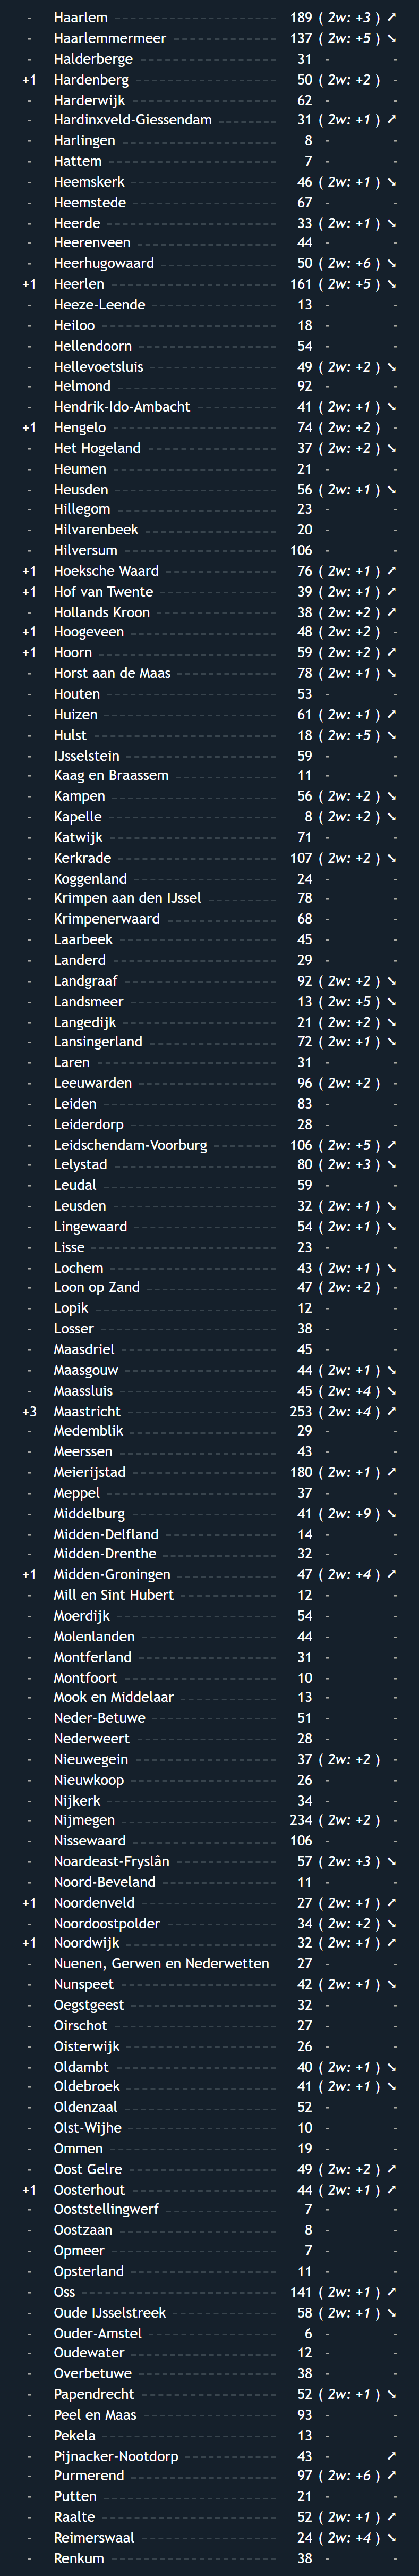 - Haarlem 189 ( 2w: +3 ) ➚
- Haarlemmermeer 137 ( 2w: +5 ) ➘
- Halderberge 31 - -
+1 Hardenberg 50 ( 2w: +2 ) -
- Harderwijk 62 - -
- Hardinxveld-Giessendam 31 ( 2w: +1 ) ➚
- Harlingen 8 - -
- Hattem 7 - -
- Heemskerk 46 ( 2w: +1 ) ➘
- Heemstede 67 - -
- Heerde 33 ( 2w: +1 ) ➘
- Heerenveen 44 - -
- Heerhugowaard 50 ( 2w: +6 ) ➘
+1 Heerlen 161 ( 2w: +5 ) ➘
- Heeze-Leende 13 - -
- Heiloo 18 - -
- Hellendoorn 54 - -
- Hellevoetsluis 49 ( 2w: +2 ) ➘
- Helmond 92 - -
- Hendrik-Ido-Ambacht 41 ( 2w: +1 ) ➘
+1 Hengelo 74 ( 2w: +2 ) -
- Het Hogeland 37 ( 2w: +2 ) ➘
- Heumen 21 - -
- Heusden 56 ( 2w: +1 ) ➘
- Hillegom 23 - -
- Hilvarenbeek 20 - -
- Hilversum 106 - -
+1 Hoeksche Waard 76 ( 2w: +1 ) ➚
+1 Hof van Twente 39 ( 2w: +1 ) ➚
- Hollands Kroon 38 ( 2w: +2 ) ➚
+1 Hoogeveen 48 ( 2w: +2 ) -
+1 Hoorn 59 ( 2w: +2 ) ➚
- Horst aan de Maas 78 ( 2w: +1 ) ➘
- Houten 53 - -
- Huizen 61 ( 2w: +1 ) ➚
- Hulst 18 ( 2w: +5 ) ➘
- IJsselstein 59 - -
- Kaag en Braassem 11 - -
- Kampen 56 ( 2w: +2 ) ➘
- Kapelle 8 ( 2w: +2 ) ➘
- Katwijk 71 - -
- Kerkrade 107 ( 2w: +2 ) ➘
- Koggenland 24 - -
- Krimpen aan den IJssel 78 - -
- Krimpenerwaard 68 - -
- Laarbeek 45 - -
- Landerd 29 - -
- Landgraaf 92 ( 2w: +2 ) ➘
- Landsmeer 13 ( 2w: +5 ) ➘
- Langedijk 21 ( 2w: +2 ) ➘
- Lansingerland 72 ( 2w: +1 ) ➘
- Laren 31 - -
- Leeuwarden 96 ( 2w: +2 ) -
- Leiden 83 - -
- Leiderdorp 28 - -
- Leidschendam-Voorburg 106 ( 2w: +5 ) ➚
- Lelystad 80 ( 2w: +3 ) ➘
- Leudal 59 - -
- Leusden 32 ( 2w: +1 ) ➘
- Lingewaard 54 ( 2w: +1 ) ➘
- Lisse 23 - -
- Lochem 43 ( 2w: +1 ) ➘
- Loon op Zand 47 ( 2w: +2 ) -
- Lopik 12 - -
- Losser 38 - -
- Maasdriel 45 - -
- Maasgouw 44 ( 2w: +1 ) ➘
- Maassluis 45 ( 2w: +4 ) ➘
+3 Maastricht 253 ( 2w: +4 ) ➚
- Medemblik 29 - -
- Meerssen 43 - -
- Meierijstad 180 ( 2w: +1 ) ➚
- Meppel 37 - -
- Middelburg 41 ( 2w: +9 ) ➘
- Midden-Delfland 14 - -
- Midden-Drenthe 32 - -
+1 Midden-Groningen 47 ( 2w: +4 ) ➚
- Mill en Sint Hubert 12 - -
- Moerdijk 54 - -
- Molenlanden 44 - -
- Montferland 31 - -
- Montfoort 10 - -
- Mook en Middelaar 13 - -
- Neder-Betuwe 51 - -
- Nederweert 28 - -
- Nieuwegein 37 ( 2w: +2 ) -
- Nieuwkoop 26 - -
- Nijkerk 34 - -
- Nijmegen 234 ( 2w: +2 ) -
- Nissewaard 106 - -
- Noardeast-Fryslân 57 ( 2w: +3 ) ➘
- Noord-Beveland 11 - -
+1 Noordenveld 27 ( 2w: +1 ) ➚
- Noordoostpolder 34 ( 2w: +2 ) ➘
+1 Noordwijk 32 ( 2w: +1 ) ➚
- Nuenen, Gerwen en Nederwetten 27 - -
- Nunspeet 42 ( 2w: +1 ) ➘
- Oegstgeest 32 - -
- Oirschot 27 - -
- Oisterwijk 26 - -
- Oldambt 40 ( 2w: +1 ) ➘
- Oldebroek 41 ( 2w: +1 ) ➘
- Oldenzaal 52 - -
- Olst-Wijhe 10 - -
- Ommen 19 - -
- Oost Gelre 49 ( 2w: +2 ) ➚
+1 Oosterhout 44 ( 2w: +1 ) ➚
- Ooststellingwerf 7 - -
- Oostzaan 8 - -
- Opmeer 7 - -
- Opsterland 11 - -
- Oss 141 ( 2w: +1 ) ➚
- Oude IJsselstreek 58 ( 2w: +1 ) ➘
- Ouder-Amstel 6 - -
- Oudewater 12 - -
- Overbetuwe 38 - -
- Papendrecht 52 ( 2w: +1 ) ➘
- Peel en Maas 93 - -
- Pekela 13 - -
- Pijnacker-Nootdorp 43 - ➚
- Purmerend 97 ( 2w: +6 ) ➚
- Putten 21 - -
- Raalte 52 ( 2w: +1 ) ➚
- Reimerswaal 24 ( 2w: +4 ) ➘
- Renkum 38 - -